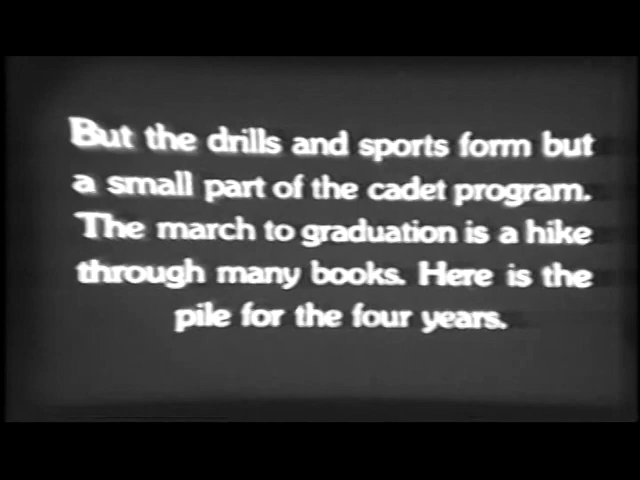 But the drills and sports form but
a small part of the cadet program.
The march to graduation is a hike
through many books. Here is the
pile for the four years.